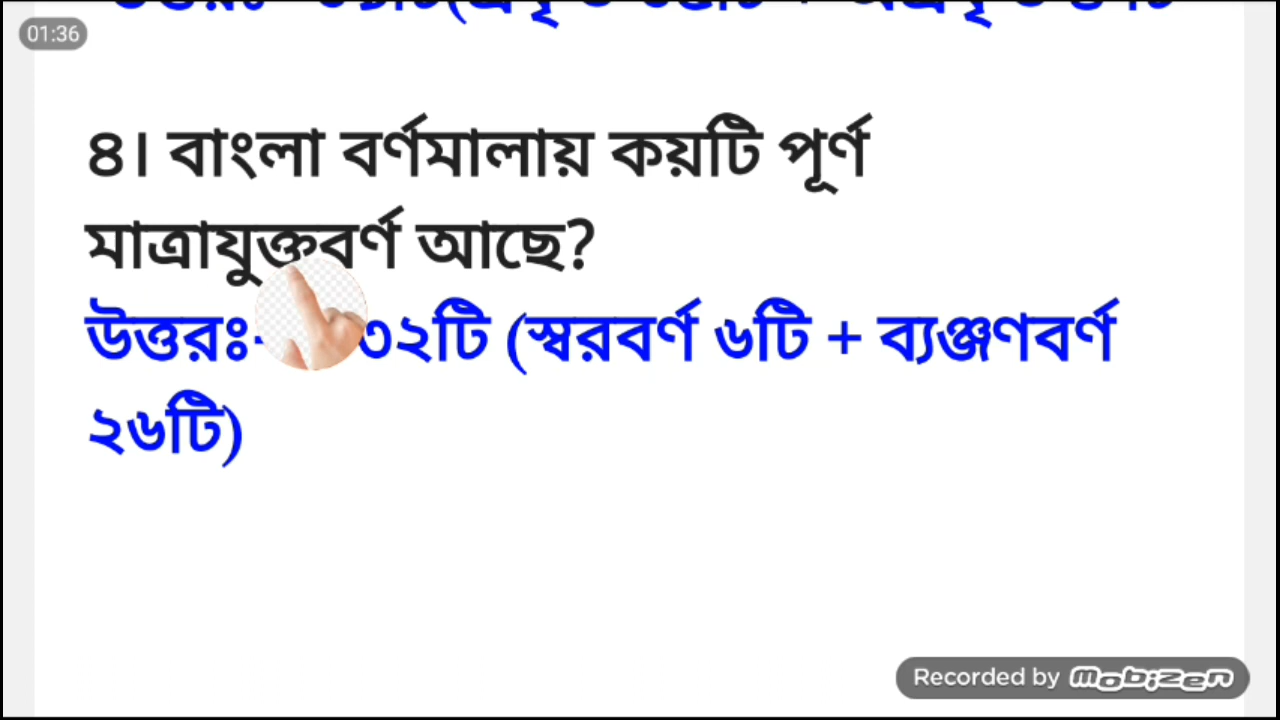 01:36
৪। বাংলা বর্ণমালায় কয়টি পূর্ণ
মাত্রাযুক্তবর্ণ আছে?
উত্তরঃ- ৩২টি (স্বরবর্ণ ৬টি + ব্যঞ্জণবর্ণ
২৬টি)
Recorded by mobizen